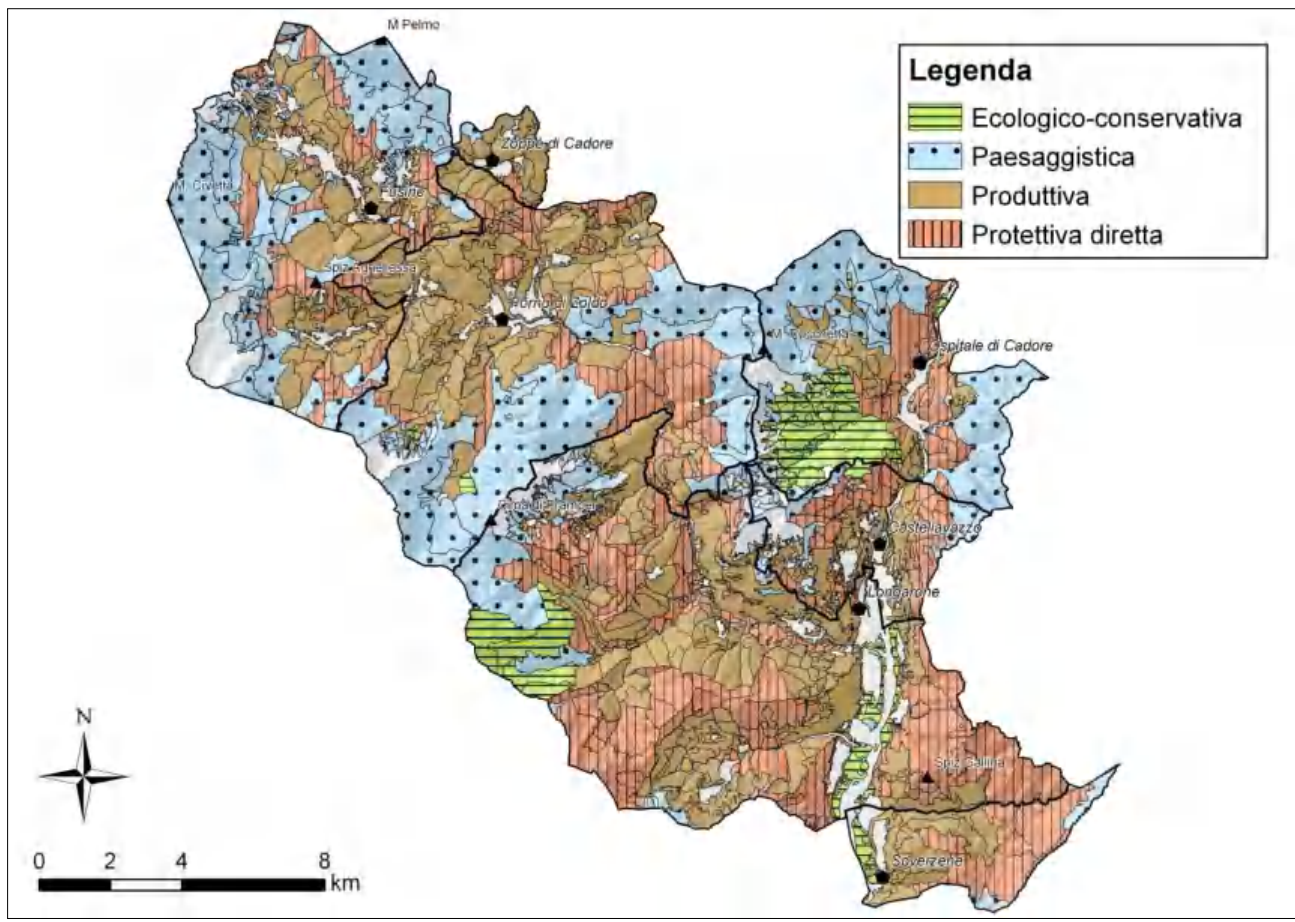 M Pelmo
Legenda
Ecologico-conservativa
Paesaggistica
Produttiva
Protettiva diretta
Zoppè di Cadore
M. Civetta
Fusine
Spiz
Forno di Zoldo
M.
Ospitale di Cadore
Castellavazzo
Longarone
N
Spiz Gallina
Soverzene
0 2 4 8
km